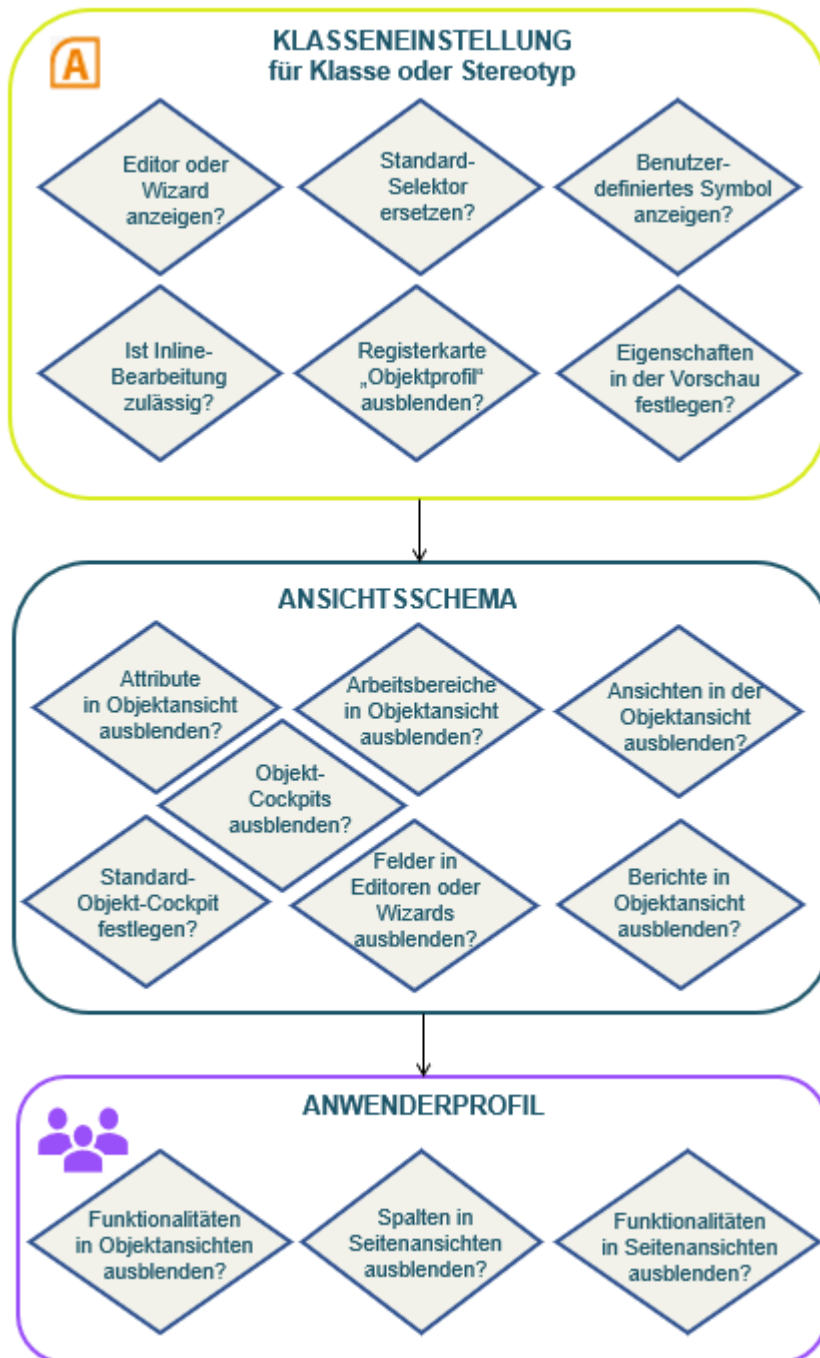 A
KLASSENEINSTELLUNG
für Klasse oder Stereotyp
Editor oder
Wizard
anzeigen?
Standard-
Selektor
ersetzen?
Benutzer-
definiertes Symbol
anzeigen?
Ist Inline-
Bearbeitung
zulässig?
Registerkarte
„Objektprofil“
ausblenden?
Eigenschaften
in der Vorschau
festlegen?
ANSICHTSSCHEMA
Attribute
in Objektansicht
ausblenden?
Arbeitsbereiche
in Objektansicht
ausblenden?
Ansichten in der
Objektansicht
ausblenden?
Objekt-
Cockpits
ausblenden?
Standard-
Objekt-Cockpit
festlegen?
Felder in
Editoren oder
Wizards
ausblenden?
Berichte in
Objektansicht
ausblenden?
ANWENDERPROFIL
Funktionalitäten
in Objektansichten
ausblenden?
Spalten in
Seitenansichten
ausblenden?
Funktionalitäten
in Seitenansichten
ausblenden?